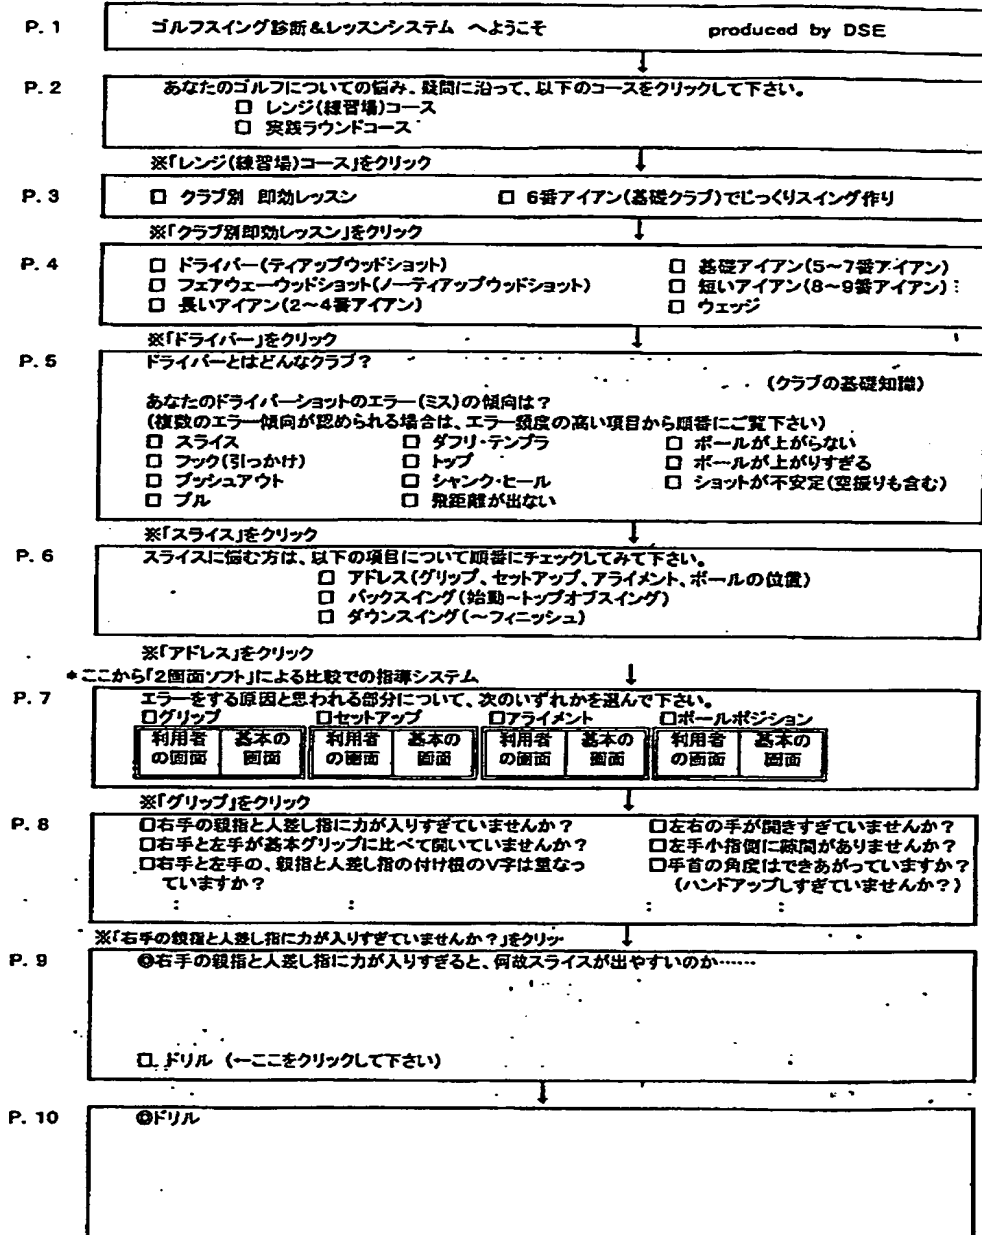 P. 1 ゴルフスイング診断&レッスンシステム へようこそ produced by DSE
P. 2 あなたのゴルフについての悩み、疑問に沿って、以下のコースをクリックして下さい。
□ レンジ(練習場)コース
□ 実践ラウンドコース
※「レンジ(練習場)コース」をクリック
P. 3 □ クラブ別 即効レッスン □ 6番アイアン(基礎クラブ)でじっくりスイング作り
※「クラブ別即効レッスン」をクリック
P. 4 □ ドライバー(ティアップウッドショット) □ 基礎アイアン(5~7番アイアン)
□ フェアウェーウッドショット(ノーティアップウッドショット) □ 短いアイアン(8~9番アイアン)
□ 長いアイアン(2~4番アイアン) □ ウェッジ
※「ドライバー」をクリック
P. 5 ドライバーとはどんなクラブ?
(クラブの基礎知識)
あなたのドライバーショットのエラー(ミス)の傾向は?
(複数のエラー傾向が認められる場合は、エラー頻度の高い項目から順番にご覧下さい)
□ スライス □ ダフリ・テンプラ □ ボールが上がらない
□ フック(引っかけ) □ トップ □ ボールが上がりすぎる
□ プッシュアウト □ シャンク・ヒール □ ショットが不安定(空振りも含む)
□ プル □ 飛距離が出ない
※「スライス」をクリック
P. 6 スライスに悩む方は、以下の項目について順番にチェックしてみて下さい。
□ アドレス(グリップ、セットアップ、アライメント、ボールの位置)
□ バックスイング(始動~トップオブスイング)
□ ダウンスイング(~フィニッシュ)
※「アドレス」をクリック
*ここから「2画面ソフト」による比較での指導システム
P. 7 エラーをする原因と思われる部分について、次のいずれかを選んで下さい。
□グリップ □セットアップ □アライメント □ボールポジション
利用者 基本の 利用者 基本の 利用者 基本の 利用者 基本の
の画面 画面 の画面 画面 の画面 画面 の画面 画面
※「グリップ」をクリック
P. 8 □右手の親指と人差し指に力が入りすぎていませんか? □左右の手が開きすぎていませんか?
□右手と左手が基本グリップに比べて開いていませんか? □左手小指側に隙間がありませんか?
□右手と左手の、親指と人差し指の付け根のV字は重なっ □手首の角度はできあがっていますか?
ていますか? (ハンドアップしすぎていませんか?)
: : : :
※「右手の親指と人差し指に力が入りすぎていませんか?」をクリッ
P. 9 ◎右手の親指と人差し指に力が入りすぎると、何故スライスが出やすいのか……
□ ドリル (←ここをクリックして下さい)
P. 10 ◎ドリル